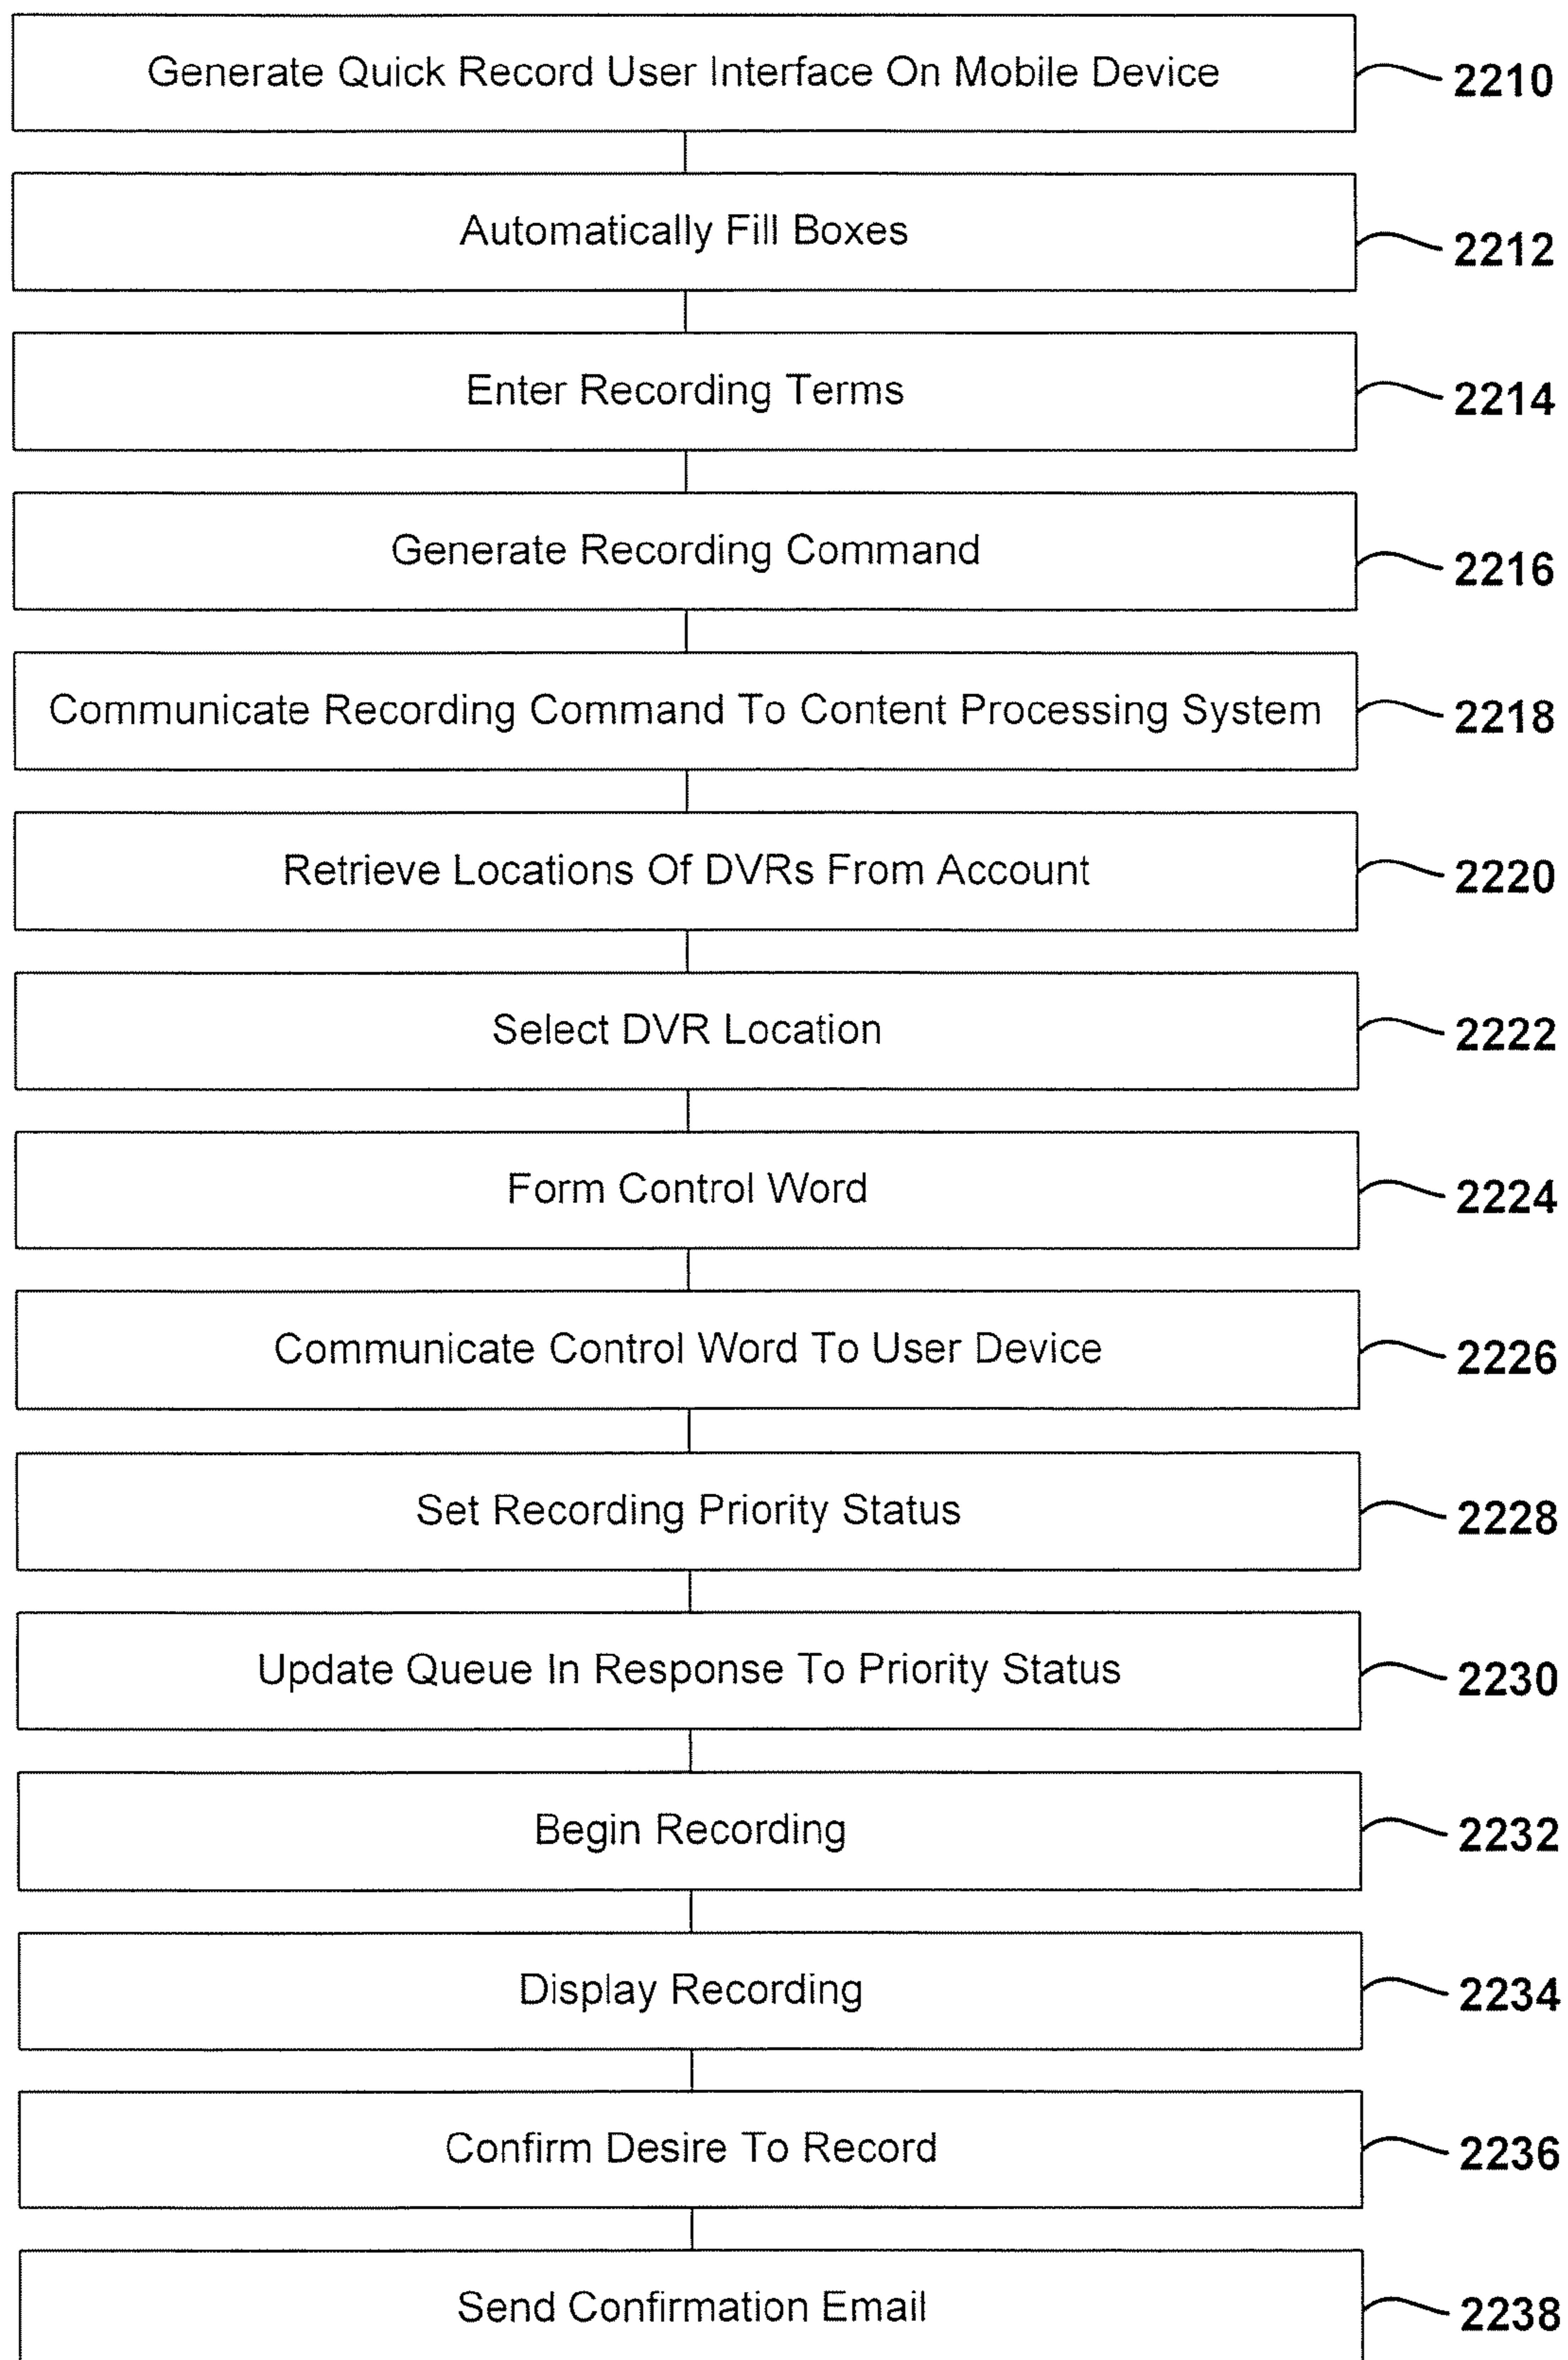 Generate Quick Record User Interface On Mobile Device 2210
Automatically Fill Boxes 2212
Enter Recording Terms 2214
Generate Recording Command 2216
Communicate Recording Command To Content Processing System 2218
Retrieve Locations Of DVRs From Account 2220
Select DVR Location 2222
Form Control Word 2224
Communicate Control Word To User Device 2226
Set Recording Priority Status 2228
Update Queue In Response To Priority Status 2230
Begin Recording 2232
Display Recording 2234
Confirm Desire To Record 2236
Send Confirmation Email 2238